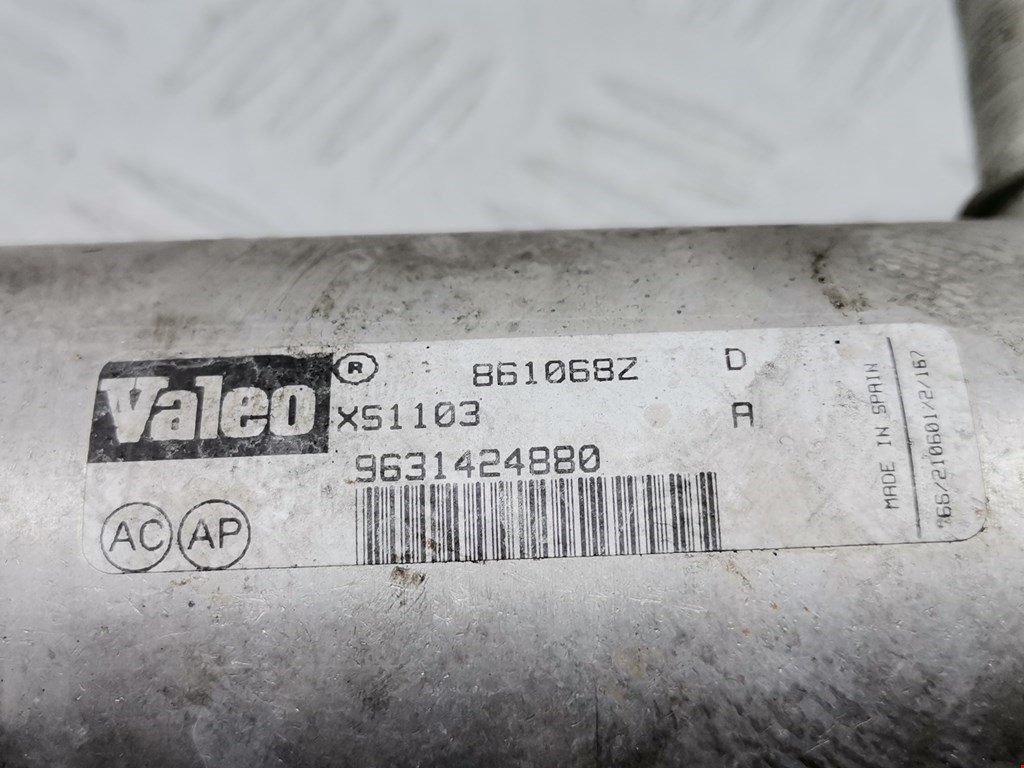 Valeo ® 861068Z D
XS1103 A
9631424880
AC AP
MADE IN SPAIN
66/210601/2/167